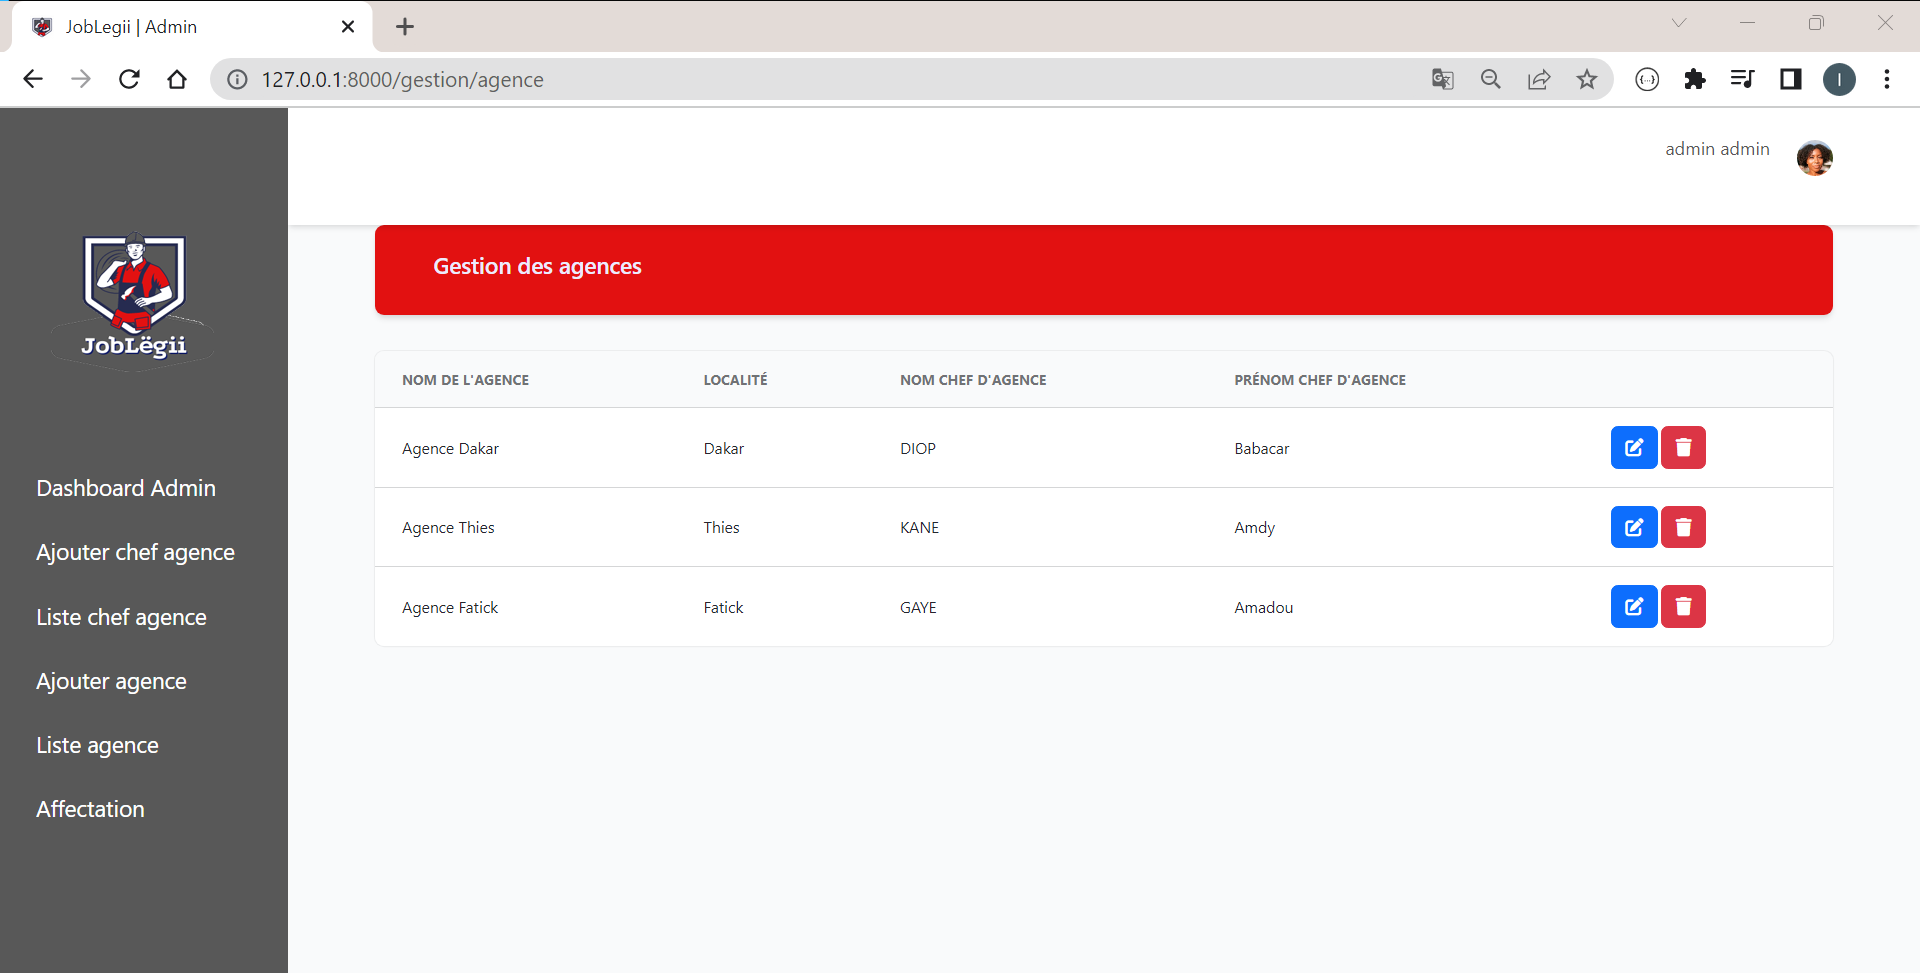 JobLegii | Admin
127.0.0.1:8000/gestion/agence
I
admin admin
JobLëgii
Dashboard Admin
Ajouter chef agence
Liste chef agence
Ajouter agence
Liste agence
Affectation
Gestion des agences
NOM DE L'AGENCE LOCALITÉ NOM CHEF D'AGENCE PRÉNOM CHEF D'AGENCE
Agence Dakar Dakar DIOP Babacar
Agence Thies Thies KANE Amdy
Agence Fatick Fatick GAYE Amadou